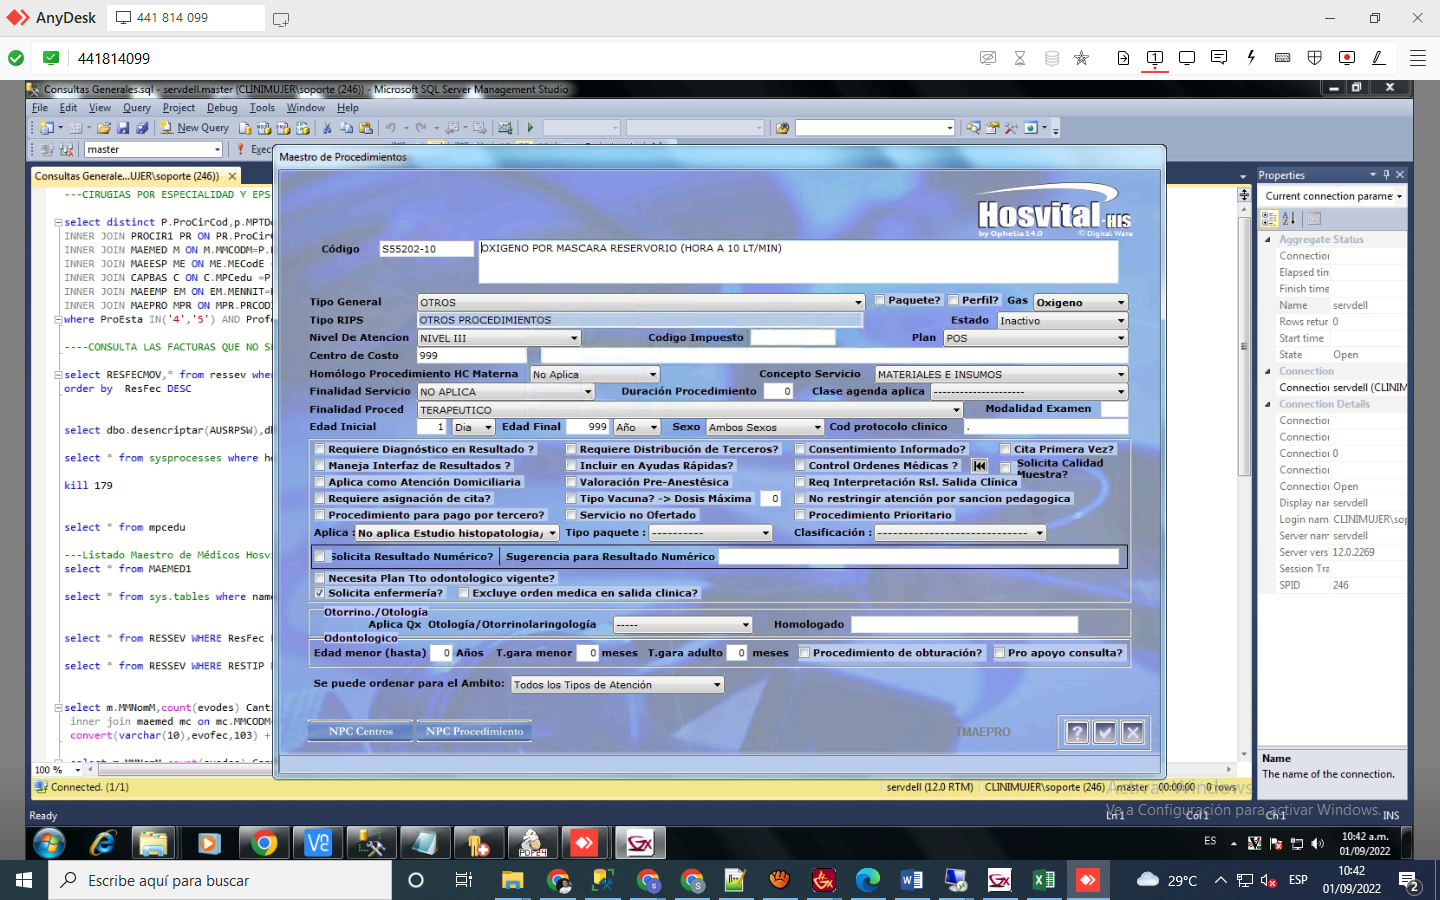 AnyDesk
441 814 099
441814099
Consultas Generales.sql - servdell.master (CLINIMUJER\soporte (246)) - Microsoft SQL Server Management Studio
File Edit View Query Project Debug Tools Window Help
New Query
master
Consultas Generale...UJER\soporte (246))
Maestro de Procedimientos
Properties
Current connection parame
---CIRUGIAS POR ESPECIALIDAD Y EPS
select distinct P.ProCirCod,p.MPTD
INNER JOIN PROCIR1 PR ON PR.ProCir
INNER JOIN MAEMED M ON M.MMCODM=P.
INNER JOIN MAEESP ME ON ME.MECodE
INNER JOIN CAPBAS C ON C.MPCedu =P
INNER JOIN MAEEMP EM ON EM.MENNIT=
INNER JOIN MAEPRO MPR ON MPR.PRCOD
where ProEsta IN('4','5') AND Prof
----CONSULTA LAS FACTURAS QUE NO S
select RESFECMOV,* from ressev wher
order by ResFec DESC
select dbo.desencriptar(AUSRPSW),d
select * from sysprocesses where h
kill 179
select * from mpcedu
---Listado Maestro de Médicos Hosv
select * from MAEMED1
select * from sys.tables where nam
select * from RESSEV WHERE ResFec
select * from RESSEV WHERE RESTIP
select m.MMNomM,count(evodes) Cant
inner join maemed mc on mc.MMCODM
convert(varchar(10),evofec,103) +
100 %
Hosvital-HIS
by Ophelia 14.0 © Digital Ware
Código S55202-10 OXIGENO POR MASCARA RESERVORIO (HORA A 10 LT/MIN)
Tipo General OTROS Paquete? Perfil? Gas Oxigeno
Tipo RIPS OTROS PROCEDIMIENTOS Estado Inactivo
Nivel De Atencion NIVEL III Codigo Impuesto Plan POS
Centro de Costo 999
Homólogo Procedimiento HC Materna No Aplica Concepto Servicio MATERIALES E INSUMOS
Finalidad Servicio NO APLICA Duración Procedimiento 0 Clase agenda aplica ---------------------
Finalidad Proced TERAPEUTICO Modalidad Examen
Edad Inicial 1 Dia Edad Final 999 Año Sexo Ambos Sexos Cod protocolo clinico .
Requiere Diagnóstico en Resultado ? Requiere Distribución de Terceros? Consentimiento Informado? Cita Primera Vez?
Maneja Interfaz de Resultados ? Incluir en Ayudas Rápidas? Control Ordenes Médicas ? Solicita Calidad Muestra?
Aplica como Atención Domiciliaria Valoración Pre-Anestésica Req Interpretación Rsl. Salida Clínica
Requiere asignación de cita? Tipo Vacuna? -> Dosis Máxima 0 No restringir atención por sancion pedagogica
Procedimiento para pago por tercero? Servicio no Ofertado Procedimiento Prioritario
Aplica : No aplica Estudio histopatologia/ Tipo paquete : ---------- Clasificación : -----------------------------
Solicita Resultado Numérico? Sugerencia para Resultado Numérico
Necesita Plan Tto odontologico vigente?
Solicita enfermería? Excluye orden medica en salida clinica?
Otorrino./Otología
Aplica Qx Otología/Otorrinolaringología ----- Homologado
Odontologico
Edad menor (hasta) 0 Años T.gara menor 0 meses T.gara adulto 0 meses Procedimiento de obturación? Pro apoyo consulta?
Se puede ordenar para el Ambito: Todos los Tipos de Atención
NPC Centros NPC Procedimiento TMAEPRO
Aggregate Status
Connection
Elapsed tim
Finish time
Name servdell
Rows retur 0
Start time
State Open
Connection
Connectio servdell (CLINIM
Connection Details
Connection
Connection
Connection 0
Connection
Connection Open
Display nar servdell
Login nam CLINIMUJER\sop
Server nam servdell
Server vers 12.0.2269
Session Tra
SPID 246
Name
The name of the connection.
Connected. (1/1) servdell (12.0 RTM) CLINIMUJER\soporte (246) master 00:00:00 0 rows
Activar Windows
Ve a Configuración para activar Windows.
Ready Ln 1 Col 1 Ch 1 INS
ES 10:42 a.m.
01/09/2022
Escribe aquí para buscar
29°C ESP 10:42
01/09/2022
2